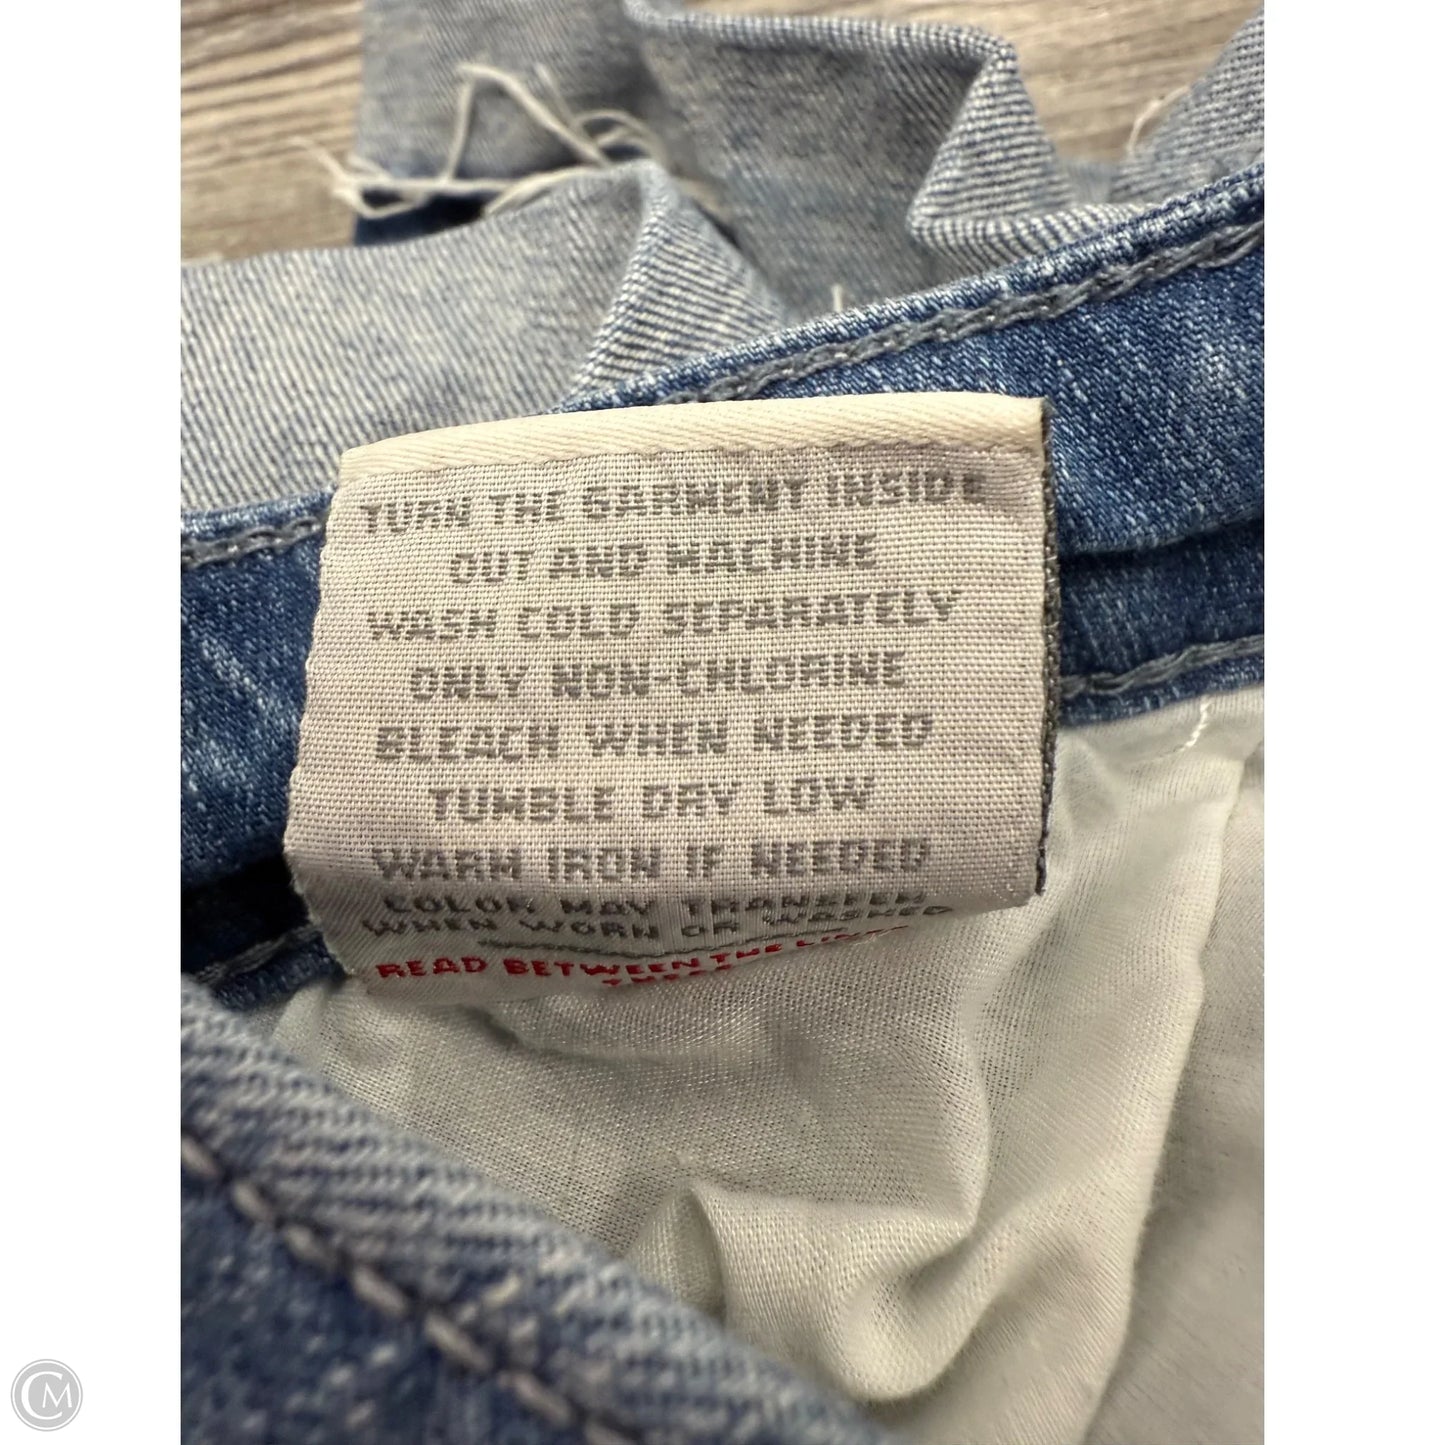 TURN THE GARMENT INSIDE
OUT AND MACHINE
WASH COLD SEPARATELY
ONLY NON-CHLORINE
BLEACH WHEN NEEDED
TUMBLE DRY LOW
WARM IRON IF NEEDED
COLOR MAY TRANSFER
WHEN WORN OR WASHED
READ BETWEEN THE LINES
CM